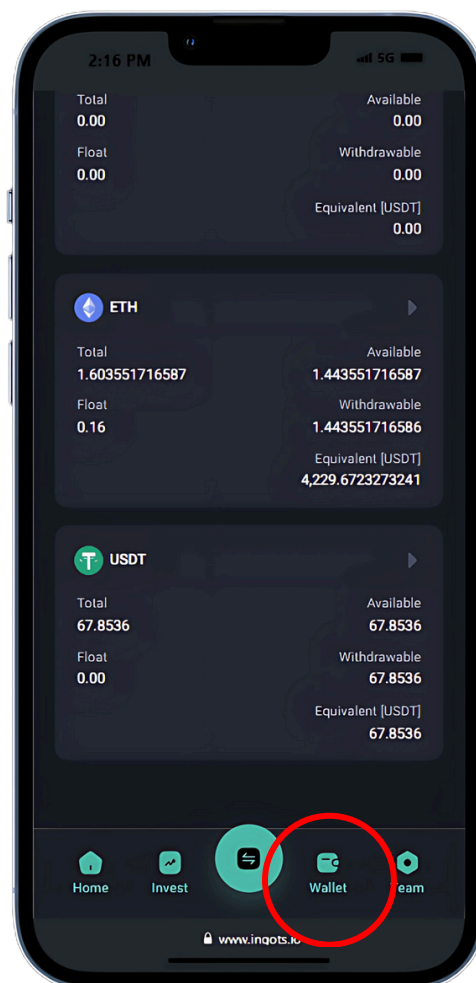 2:16 PM 5G
Total Available
0.00 0.00
Float Withdrawable
0.00 0.00
Equivalent [USDT]
0.00
ETH
Total Available
1.603551716587 1.443551716587
Float Withdrawable
0.16 1.443551716586
Equivalent [USDT]
4,229.6723273241
USDT
Total Available
67.8536 67.8536
Float Withdrawable
0.00 67.8536
Equivalent [USDT]
67.8536
Home Invest Wallet Team
www.ingots.io